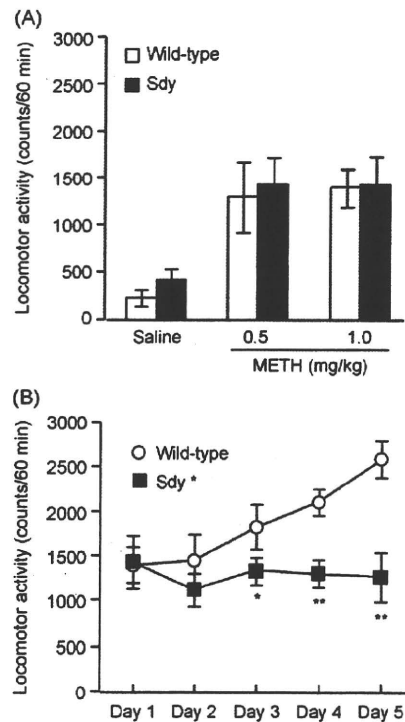 (A)
Locomotor activity (counts/60 min)
3000
2500
2000
1500
1000
500
0
Wild-type
Sdy
Saline
0.5
1.0
METH (mg/kg)
(B)
Locomotor activity (counts/60 min)
3000
2500
2000
1500
1000
500
0
Wild-type
Sdy *
*
**
**
Day 1 Day 2 Day 3 Day 4 Day 5